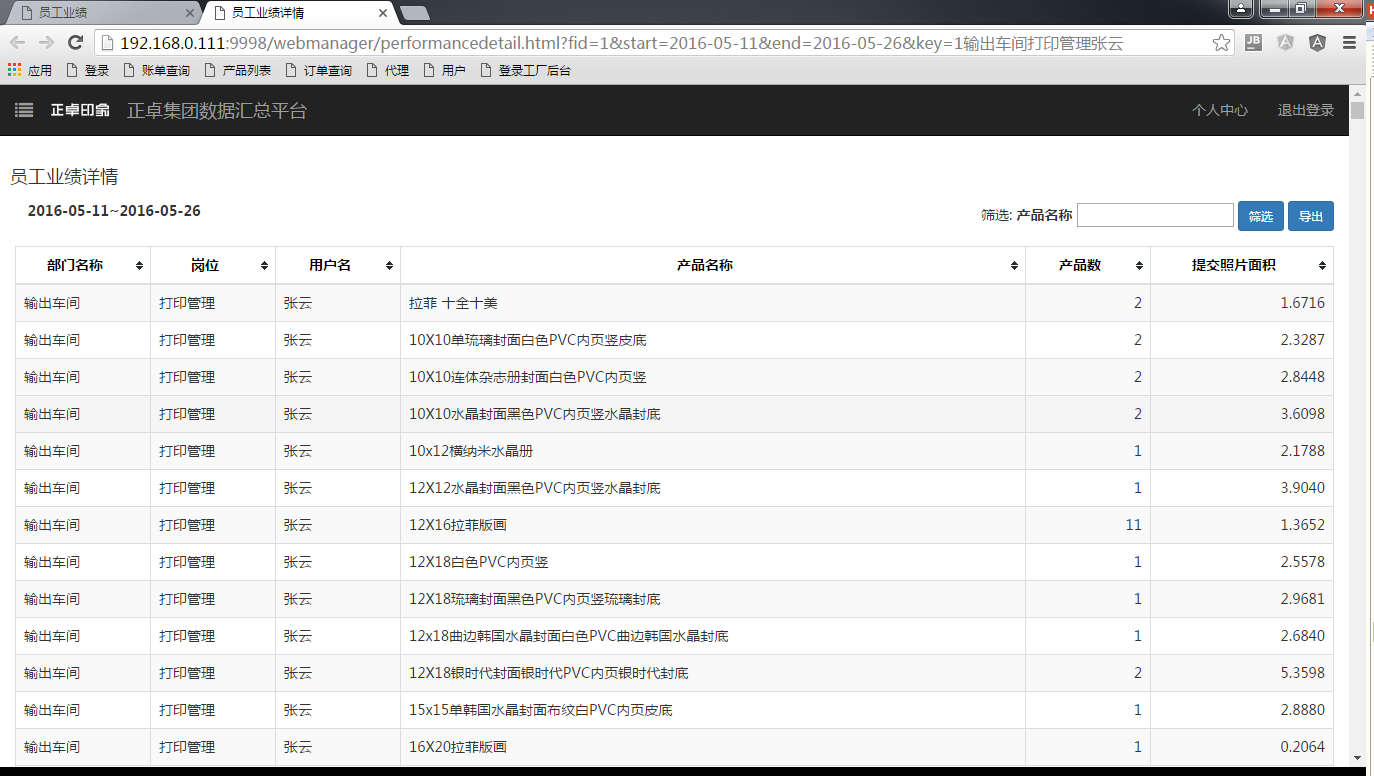 员工业绩 员工业绩详情
192.168.0.111:9998/webmanager/performancedetail.html?fid=1&start=2016-05-11&end=2016-05-26&key=1输出车间打印管理张云
应用 登录 账单查询 产品列表 订单查询 代理 用户 登录工厂后台
正卓印象 正卓集团数据汇总平台 个人中心 退出登录
员工业绩详情
2016-05-11~2016-05-26 筛选: 产品名称 筛选 导出
部门名称 岗位 用户名 产品名称 产品数 提交照片面积
输出车间 打印管理 张云 拉菲 十全十美 2 1.6716
输出车间 打印管理 张云 10X10单琉璃封面白色PVC内页竖皮底 2 2.3287
输出车间 打印管理 张云 10X10连体杂志册封面白色PVC内页竖 2 2.8448
输出车间 打印管理 张云 10X10水晶封面黑色PVC内页竖水晶封底 2 3.6098
输出车间 打印管理 张云 10x12横纳米水晶册 1 2.1788
输出车间 打印管理 张云 12X12水晶封面黑色PVC内页竖水晶封底 1 3.9040
输出车间 打印管理 张云 12X16拉菲版画 11 1.3652
输出车间 打印管理 张云 12X18白色PVC内页竖 1 2.5578
输出车间 打印管理 张云 12X18琉璃封面黑色PVC内页竖琉璃封底 1 2.9681
输出车间 打印管理 张云 12x18曲边韩国水晶封面白色PVC曲边韩国水晶封底 1 2.6840
输出车间 打印管理 张云 12X18银时代封面银时代PVC内页银时代封底 2 5.3598
输出车间 打印管理 张云 15x15单韩国水晶封面布纹白PVC内页皮底 1 2.8880
输出车间 打印管理 张云 16X20拉菲版画 1 0.2064